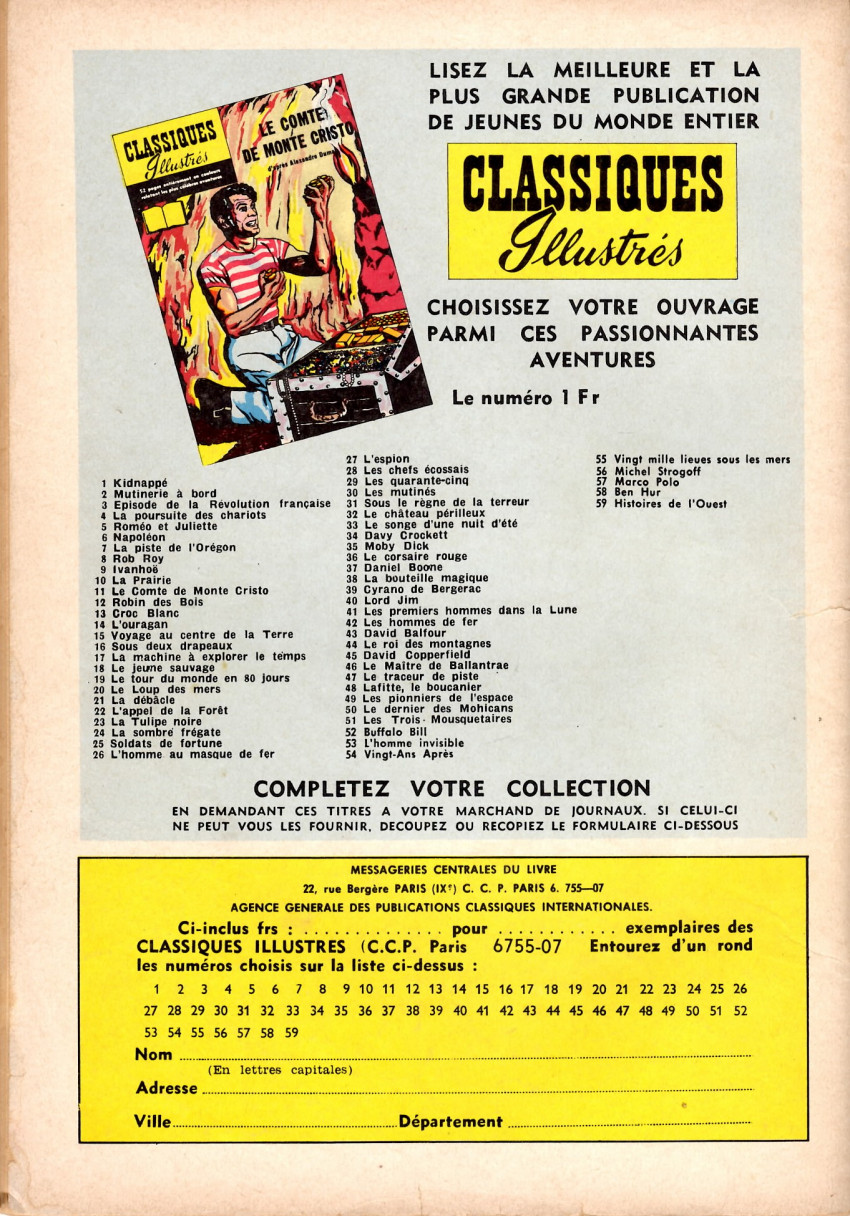 CLASSIQUES
Illustrés
52 pages entièrement en couleurs
relatant les plus célèbres aventures
LE COMTE
DE MONTE CRISTO
d'après Alexandre Dumas
LISEZ LA MEILLEURE ET LA
PLUS GRANDE PUBLICATION
DE JEUNES DU MONDE ENTIER
CLASSIQUES
Illustrés
CHOISISSEZ VOTRE OUVRAGE
PARMI CES PASSIONNANTES
AVENTURES
Le numéro 1 Fr
1 Kidnappé
2 Mutinerie à bord
3 Episode de la Révolution française
4 La poursuite des chariots
5 Roméo et Juliette
6 Napoléon
7 La piste de l'Orégon
8 Rob Roy
9 Ivanhoë
10 La Prairie
11 Le Comte de Monte Cristo
12 Robin des Bois
13 Croc Blanc
14 L'ouragan
15 Voyage au centre de la Terre
16 Sous deux drapeaux
17 La machine à explorer le temps
18 Le jeune sauvage
19 Le tour du monde en 80 jours
20 Le Loup des mers
21 La débâcle
22 L'appel de la Forêt
23 La Tulipe noire
24 La sombre frégate
25 Soldats de fortune
26 L'homme au masque de fer
27 L'espion
28 Les chefs écossais
29 Les quarante-cinq
30 Les mutinés
31 Sous le règne de la terreur
32 Le château périlleux
33 Le songe d'une nuit d'été
34 Davy Crockett
35 Moby Dick
36 Le corsaire rouge
37 Daniel Boone
38 La bouteille magique
39 Cyrano de Bergerac
40 Lord Jim
41 Les premiers hommes dans la Lune
42 Les hommes de fer
43 David Balfour
44 Le roi des montagnes
45 David Copperfield
46 Le Maître de Ballantrae
47 Le traceur de piste
48 Lafitte, le boucanier
49 Les pionniers de l'espace
50 Le dernier des Mohicans
51 Les Trois Mousquetaires
52 Buffalo Bill
53 L'homme invisible
54 Vingt-Ans Après
55 Vingt mille lieues sous les mers
56 Michel Strogoff
57 Marco Polo
58 Ben Hur
59 Histoires de l'Ouest
COMPLETEZ VOTRE COLLECTION
EN DEMANDANT CES TITRES A VOTRE MARCHAND DE JOURNAUX. SI CELUI-CI
NE PEUT VOUS LES FOURNIR, DECOUPEZ OU RECOPIEZ LE FORMULAIRE CI-DESSOUS
MESSAGERIES CENTRALES DU LIVRE
22, rue Bergère PARIS (IXe) C. C. P. PARIS 6. 755—07
AGENCE GENERALE DES PUBLICATIONS CLASSIQUES INTERNATIONALES.
Ci-inclus frs : .............. pour ............ exemplaires des
CLASSIQUES ILLUSTRES (C.C.P. Paris 6755-07 Entourez d'un rond
les numéros choisis sur la liste ci-dessus :
1 2 3 4 5 6 7 8 9 10 11 12 13 14 15 16 17 18 19 20 21 22 23 24 25 26
27 28 29 30 31 32 33 34 35 36 37 38 39 40 41 42 43 44 45 46 47 48 49 50 51 52
53 54 55 56 57 58 59
Nom ..............
(En lettres capitales)
Adresse ..............
Ville .............. Département ..............